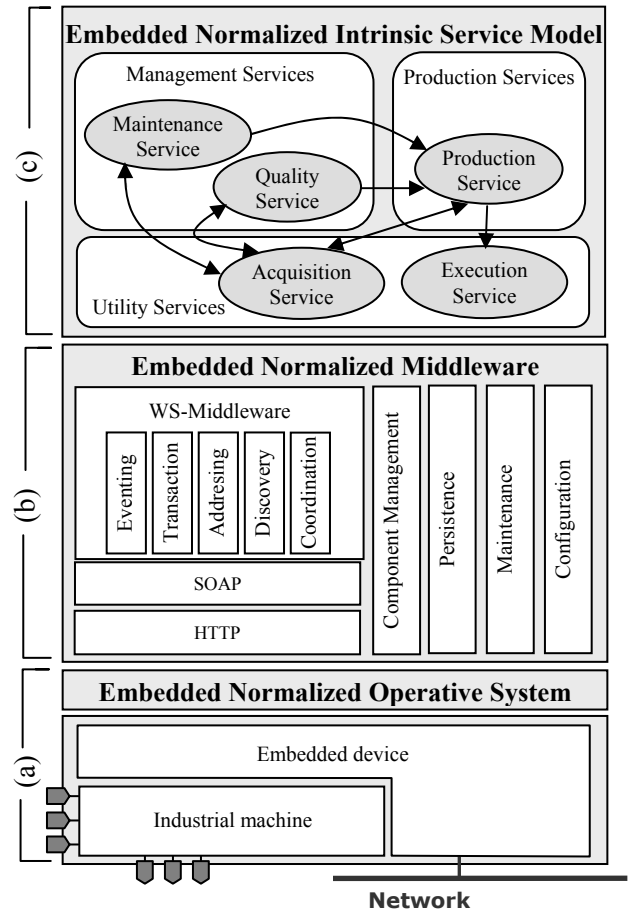 (c)
Embedded Normalized Intrinsic Service Model
Management Services
Production Services
Maintenance
Service
Quality
Service
Production
Service
Acquisition
Service
Execution
Service
Utility Services
(b)
Embedded Normalized Middleware
WS-Middleware
Eventing
Transaction
Addresing
Discovery
Coordination
SOAP
HTTP
Component Management
Persistence
Maintenance
Configuration
(a)
Embedded Normalized Operative System
Embedded device
Industrial machine
Network